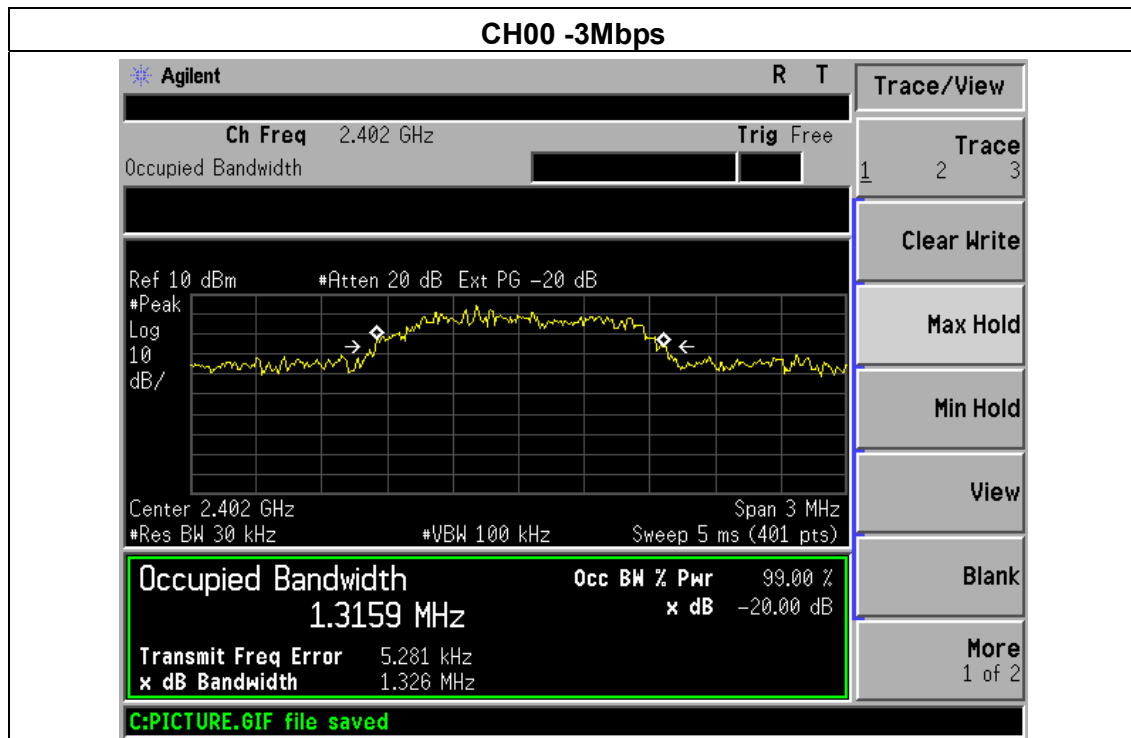 CH00 -3Mbps
Agilent R T
Ch Freq 2.402 GHz Trig Free
Occupied Bandwidth
Ref 10 dBm #Atten 20 dB Ext PG -20 dB
#Peak
Log
10
dB/
Center 2.402 GHz Span 3 MHz
#Res BW 30 kHz #VBW 100 kHz Sweep 5 ms (401 pts)
Occupied Bandwidth Occ BW % Pwr 99.00 %
1.3159 MHz x dB -20.00 dB
Transmit Freq Error 5.281 kHz
x dB Bandwidth 1.326 MHz
C:PICTURE.GIF file saved
Trace/View
Trace
1 2 3
Clear Write
Max Hold
Min Hold
View
Blank
More
1 of 2